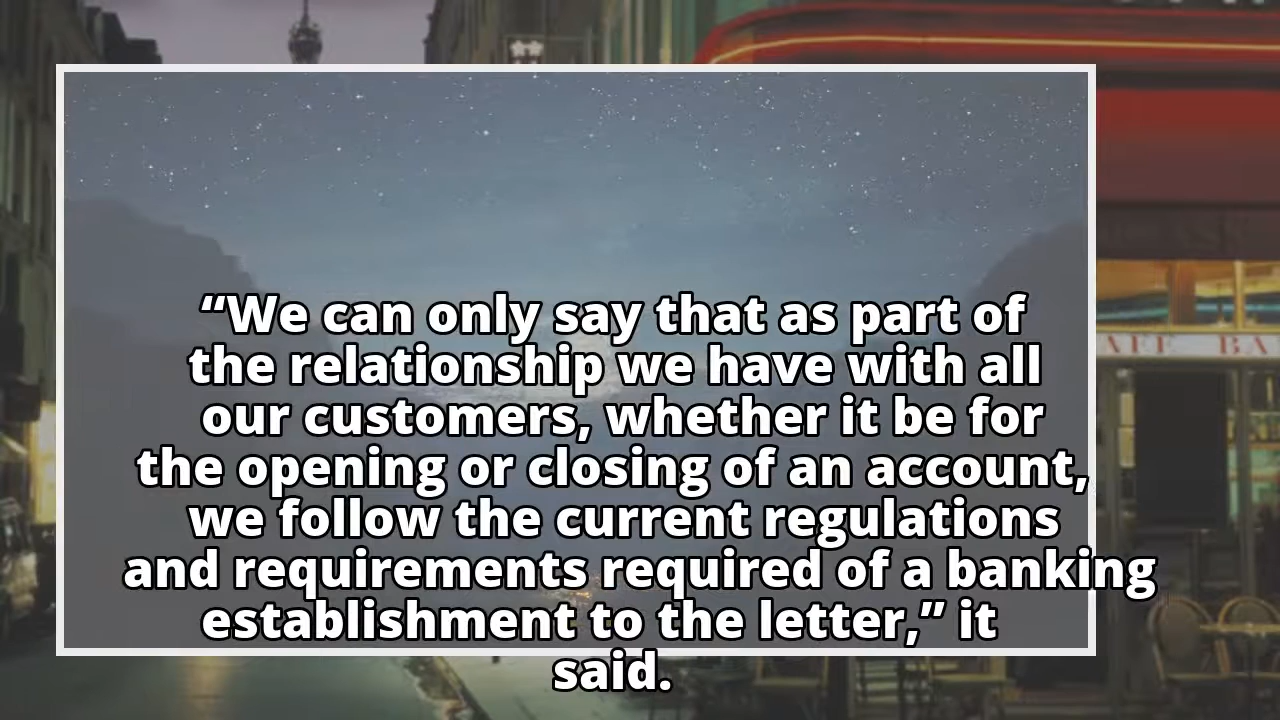 “We can only say that as part of
the relationship we have with all
our customers, whether it be for
the opening or closing of an account,
we follow the current regulations
and requirements required of a banking
establishment to the letter,” it
said.